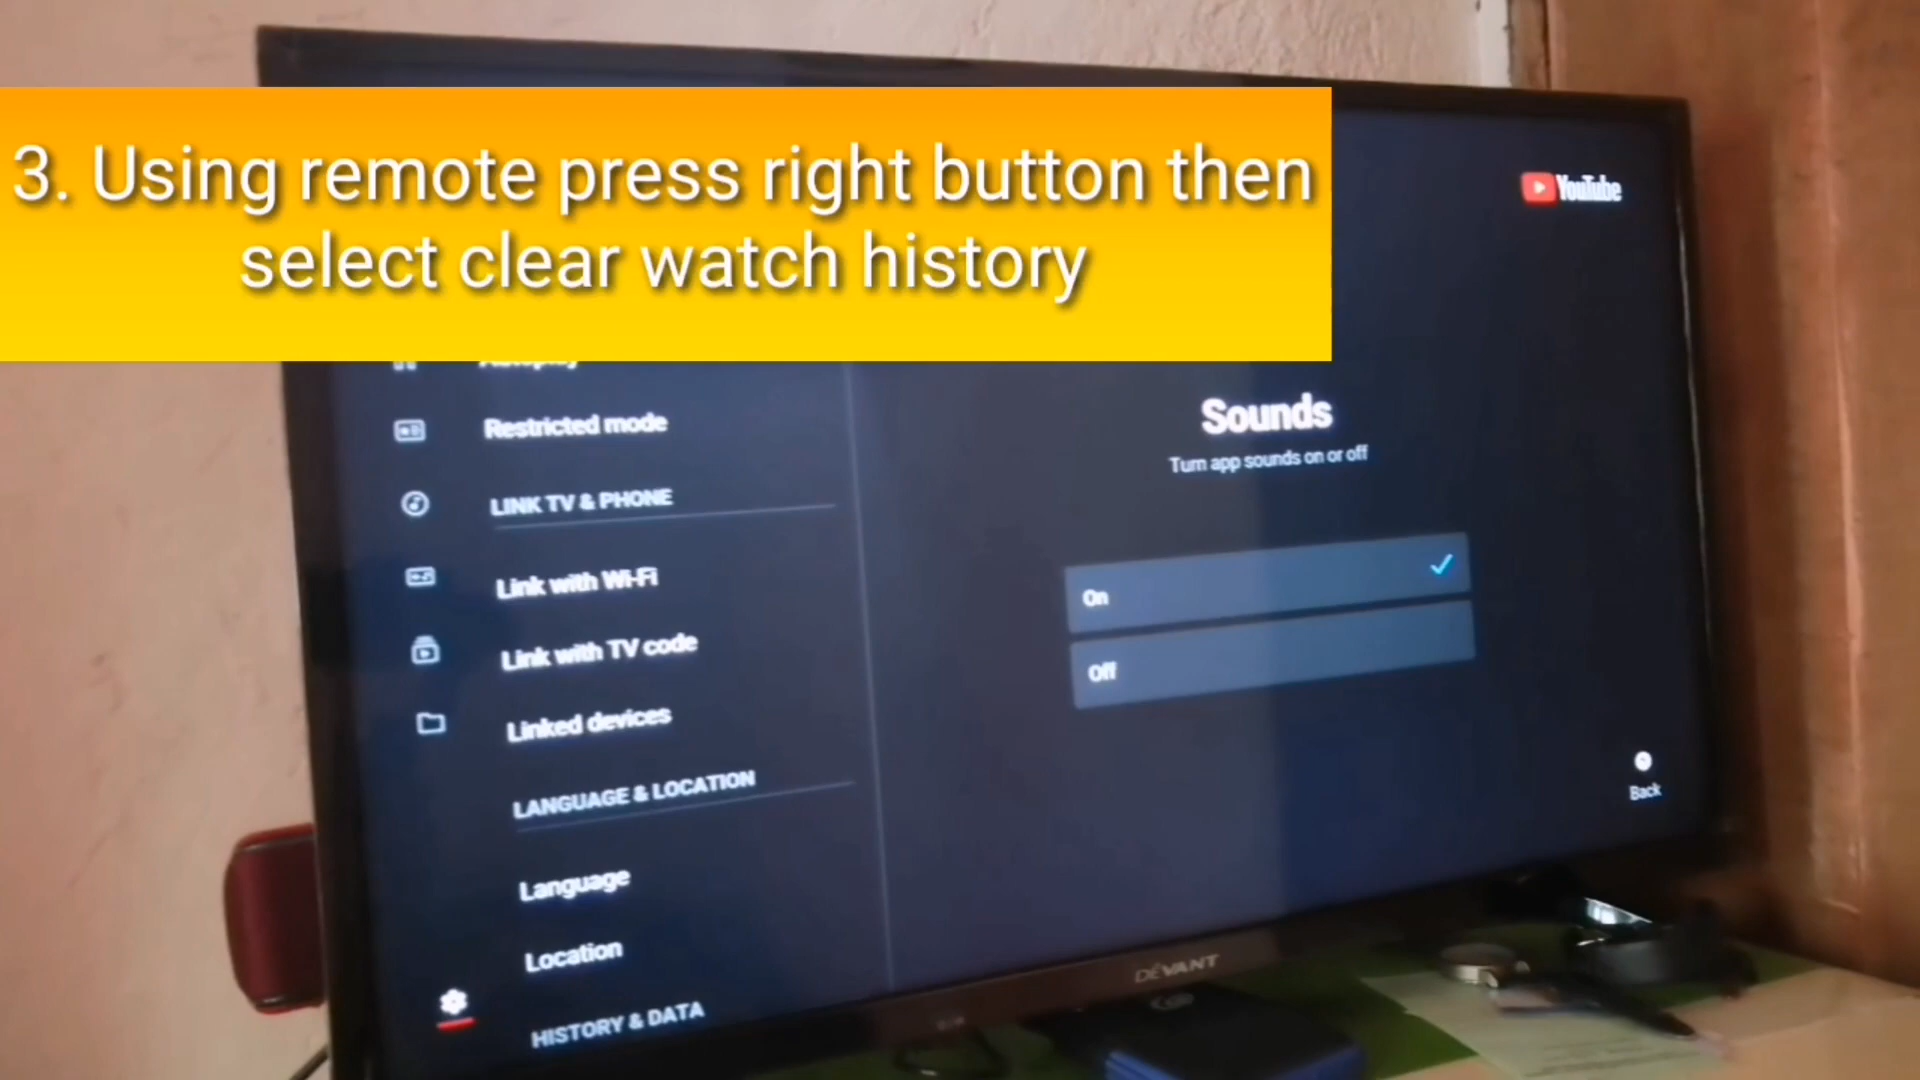 3. Using remote press right button then
select clear watch history
YouTube
Autoplay
Restricted mode
LINK TV & PHONE
Link with Wi-Fi
Link with TV code
Linked devices
LANGUAGE & LOCATION
Language
Location
HISTORY & DATA
Sounds
Turn app sounds on or off
On
Off
Back
DEVANT